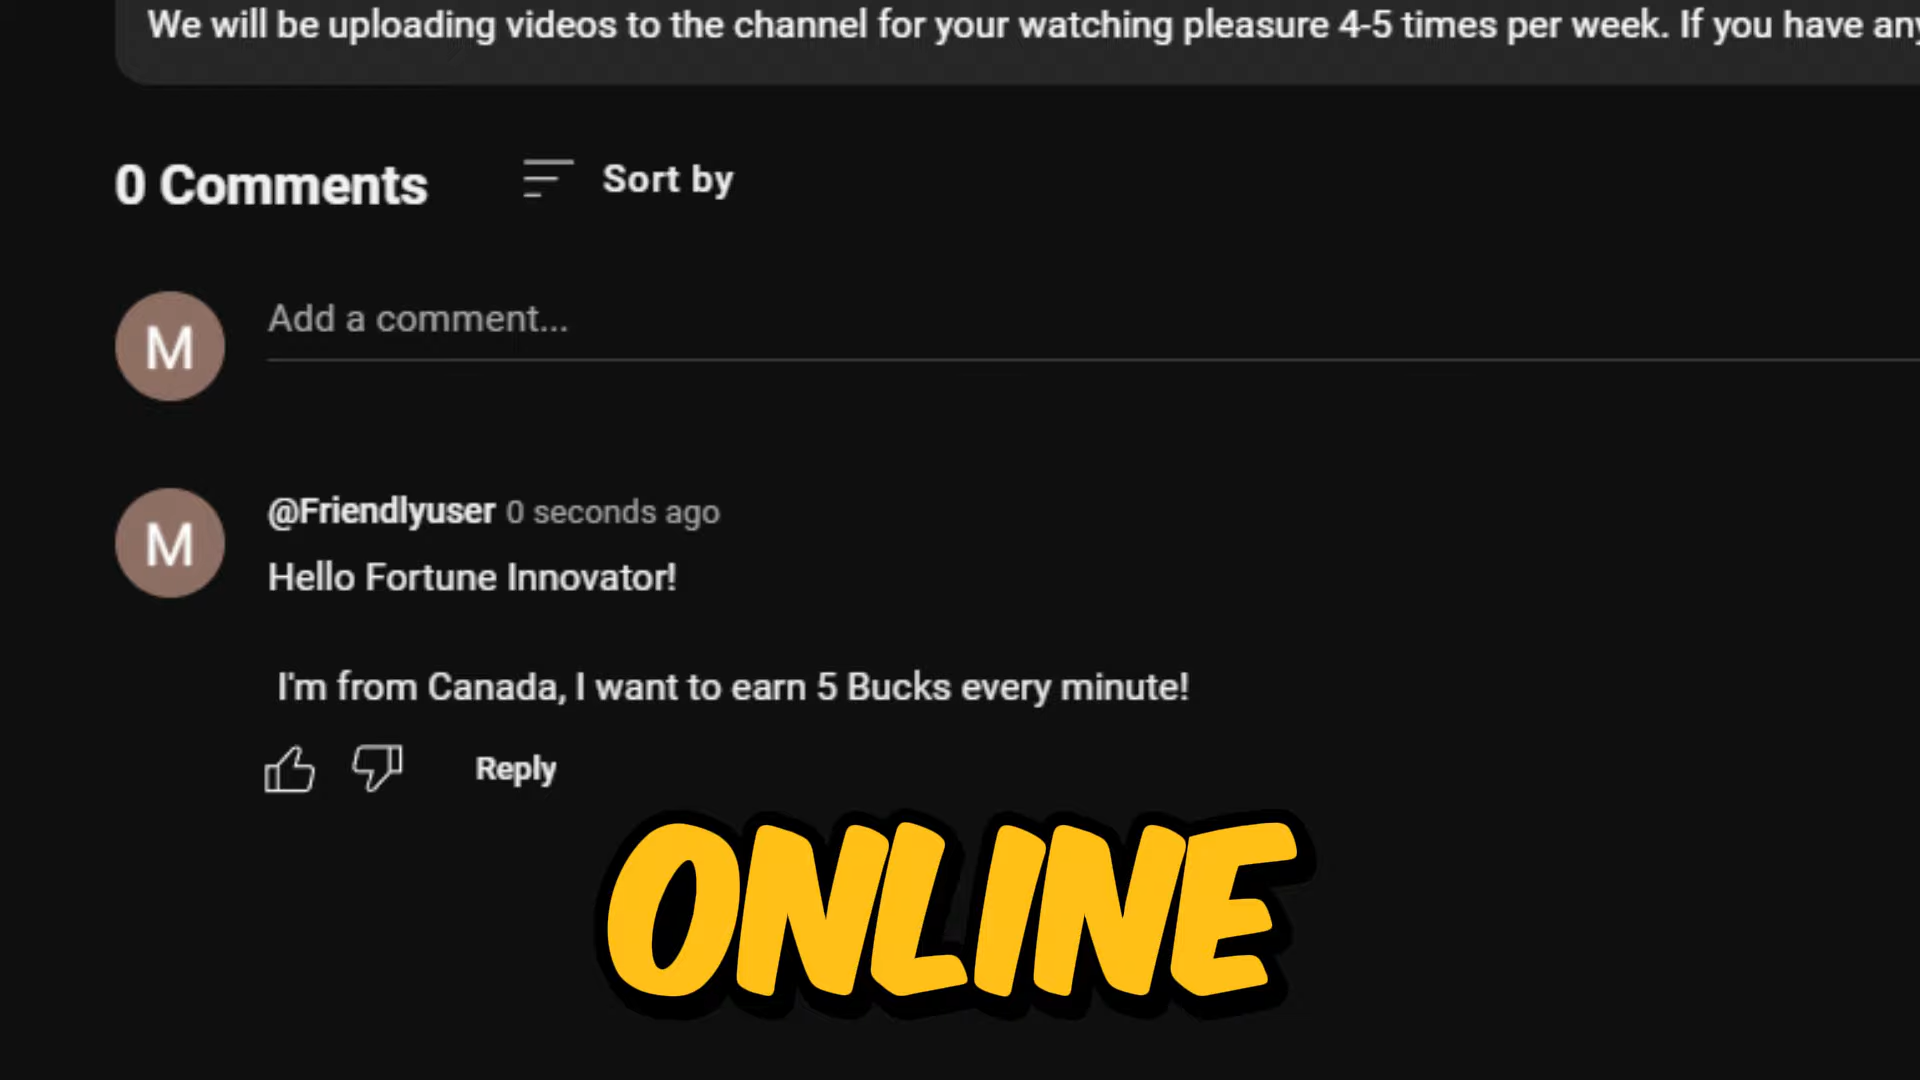 We will be uploading videos to the channel for your watching pleasure 4-5 times per week. If you have any
0 Comments
Sort by
M
Add a comment...
M
@Friendlyuser 0 seconds ago
Hello Fortune Innovator!
I'm from Canada, I want to earn 5 Bucks every minute!
Reply
ONLINE